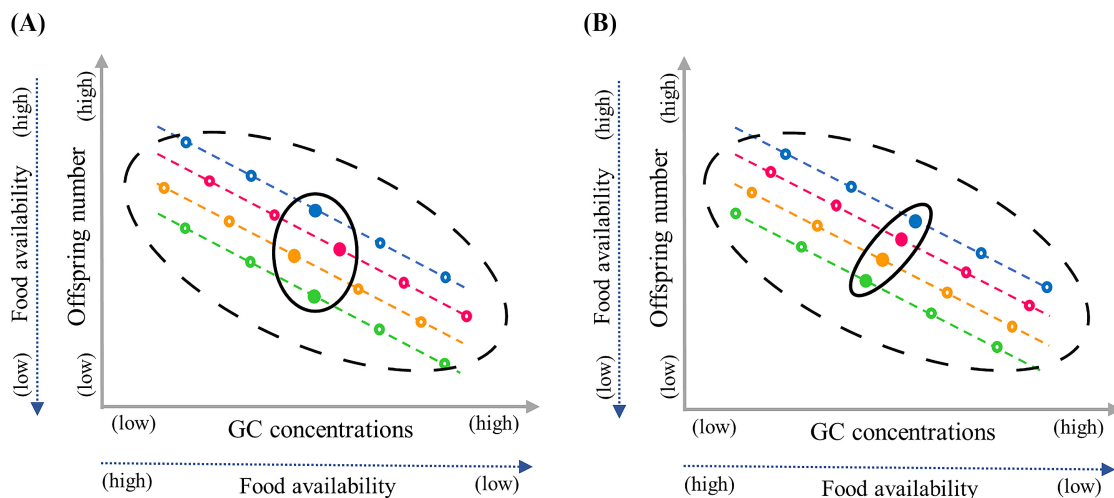 (A)
Food availability
(high)
(low)
Offspring number
(high)
(low)
(low)
GC concentrations
(high)
(high)
Food availability
(low)
(B)
Food availability
(high)
(low)
Offspring number
(high)
(low)
(low)
GC concentrations
(high)
(high)
Food availability
(low)